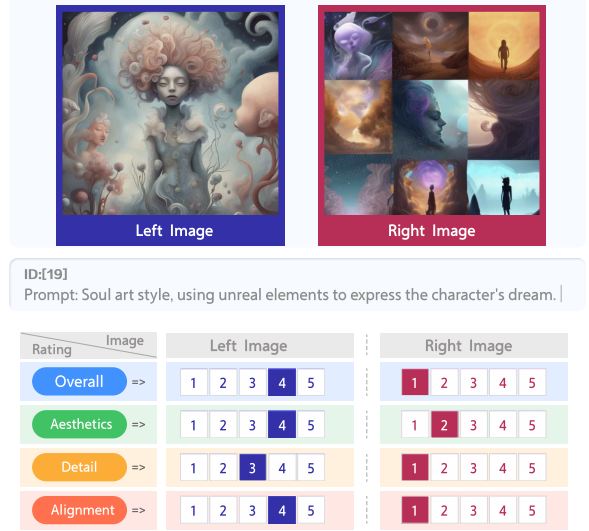 Left Image
Right Image
ID:[19]
Prompt: Soul art style, using unreal elements to express the character's dream.
Image
Rating
Left Image
Right Image
Overall => 1 2 3 4 5 1 2 3 4 5
Aesthetics => 1 2 3 4 5 1 2 3 4 5
Detail => 1 2 3 4 5 1 2 3 4 5
Alignment => 1 2 3 4 5 1 2 3 4 5